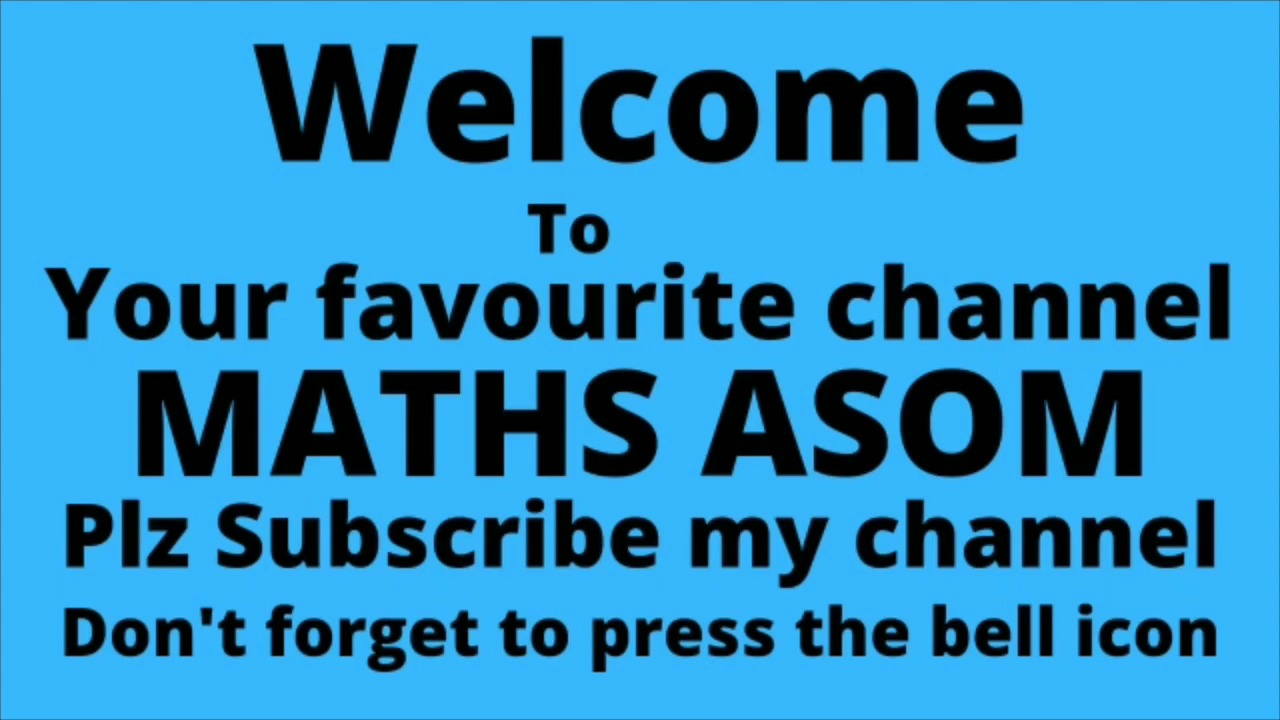 Welcome
To
Your favourite channel
MATHS ASOM
Plz Subscribe my channel
Don't forget to press the bell icon